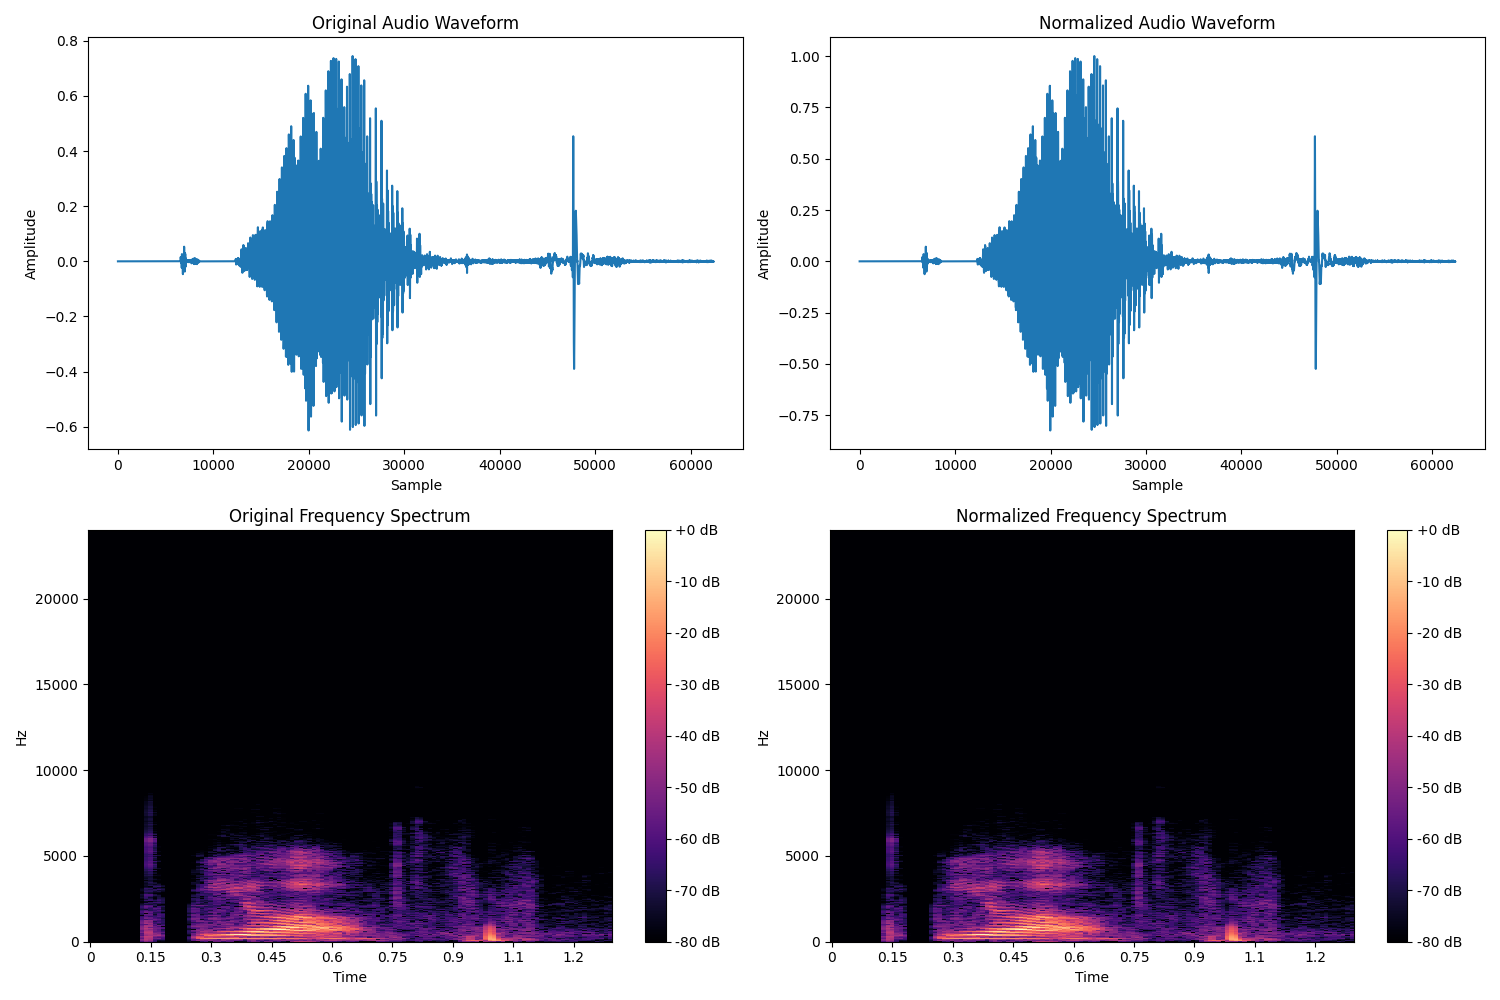 Original Audio Waveform
0.8
0.6
0.4
0.2
0.0
−0.2
−0.4
−0.6
Amplitude
0 10000 20000 30000 40000 50000 60000
Sample
Normalized Audio Waveform
1.00
0.75
0.50
0.25
0.00
−0.25
−0.50
−0.75
Amplitude
0 10000 20000 30000 40000 50000 60000
Sample
Original Frequency Spectrum
20000
15000
10000
5000
0
Hz
0 0.15 0.3 0.45 0.6 0.75 0.9 1.1 1.2
Time
+0 dB
-10 dB
-20 dB
-30 dB
-40 dB
-50 dB
-60 dB
-70 dB
-80 dB
Normalized Frequency Spectrum
20000
15000
10000
5000
0
Hz
0 0.15 0.3 0.45 0.6 0.75 0.9 1.1 1.2
Time
+0 dB
-10 dB
-20 dB
-30 dB
-40 dB
-50 dB
-60 dB
-70 dB
-80 dB